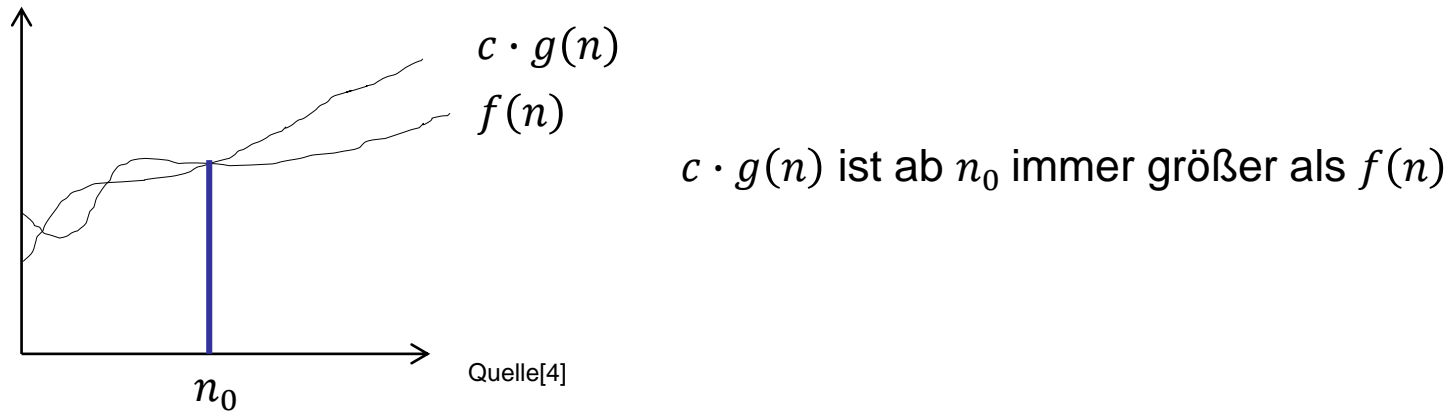 c · g(n)
f(n)
c · g(n) ist ab n₀ immer größer als f(n)
Quelle[4]
n₀